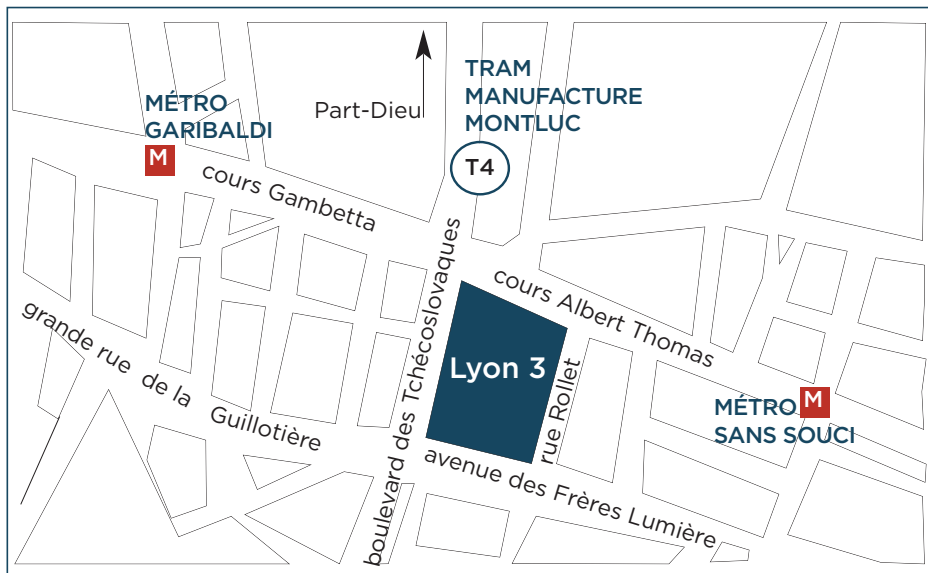 TRAM
MANUFACTURE
MONTLUC
T4
MÉTRO
GARIBALDI
M
Part-Dieu
cours Gambetta
boulevard des Tchécoslovaques
cours Albert Thomas
grande rue de la Guillotière
Lyon 3
rue Rollet
MÉTRO
SANS SOUCI
M
avenue des Frères Lumière